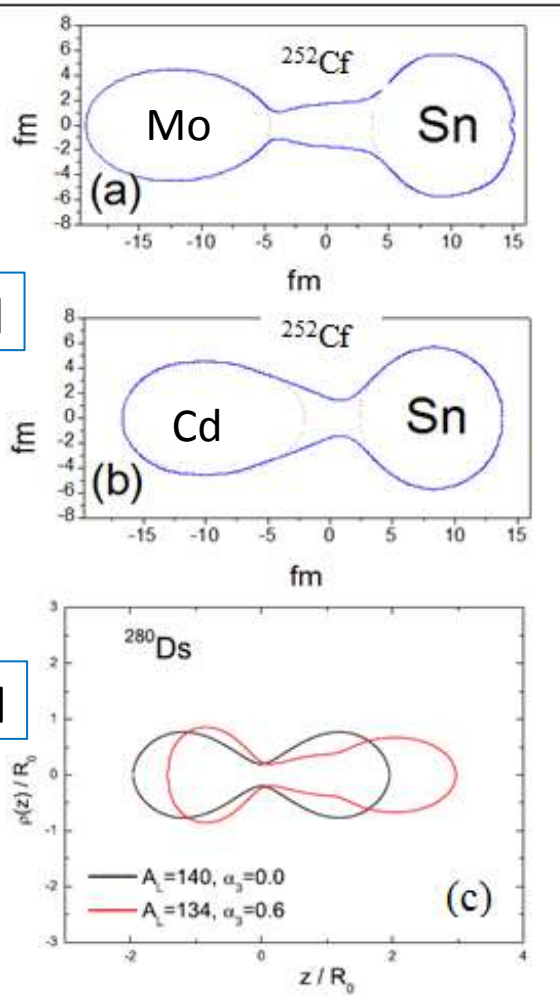 8
6
4
2
0
-2
-4
-6
-8
fm
252Cf
Mo
Sn
(a)
-15
-10
-5
0
5
10
15
fm
8
6
4
2
0
-2
-4
-6
-8
fm
252Cf
Cd
Sn
(b)
-15
-10
-5
0
5
10
15
fm
3
2
1
0
-1
-2
-3
ρ(z) / R0
280Ds
AL=140, α3=0.0
AL=134, α3=0.6
(c)
-2
0
2
4
z / R0